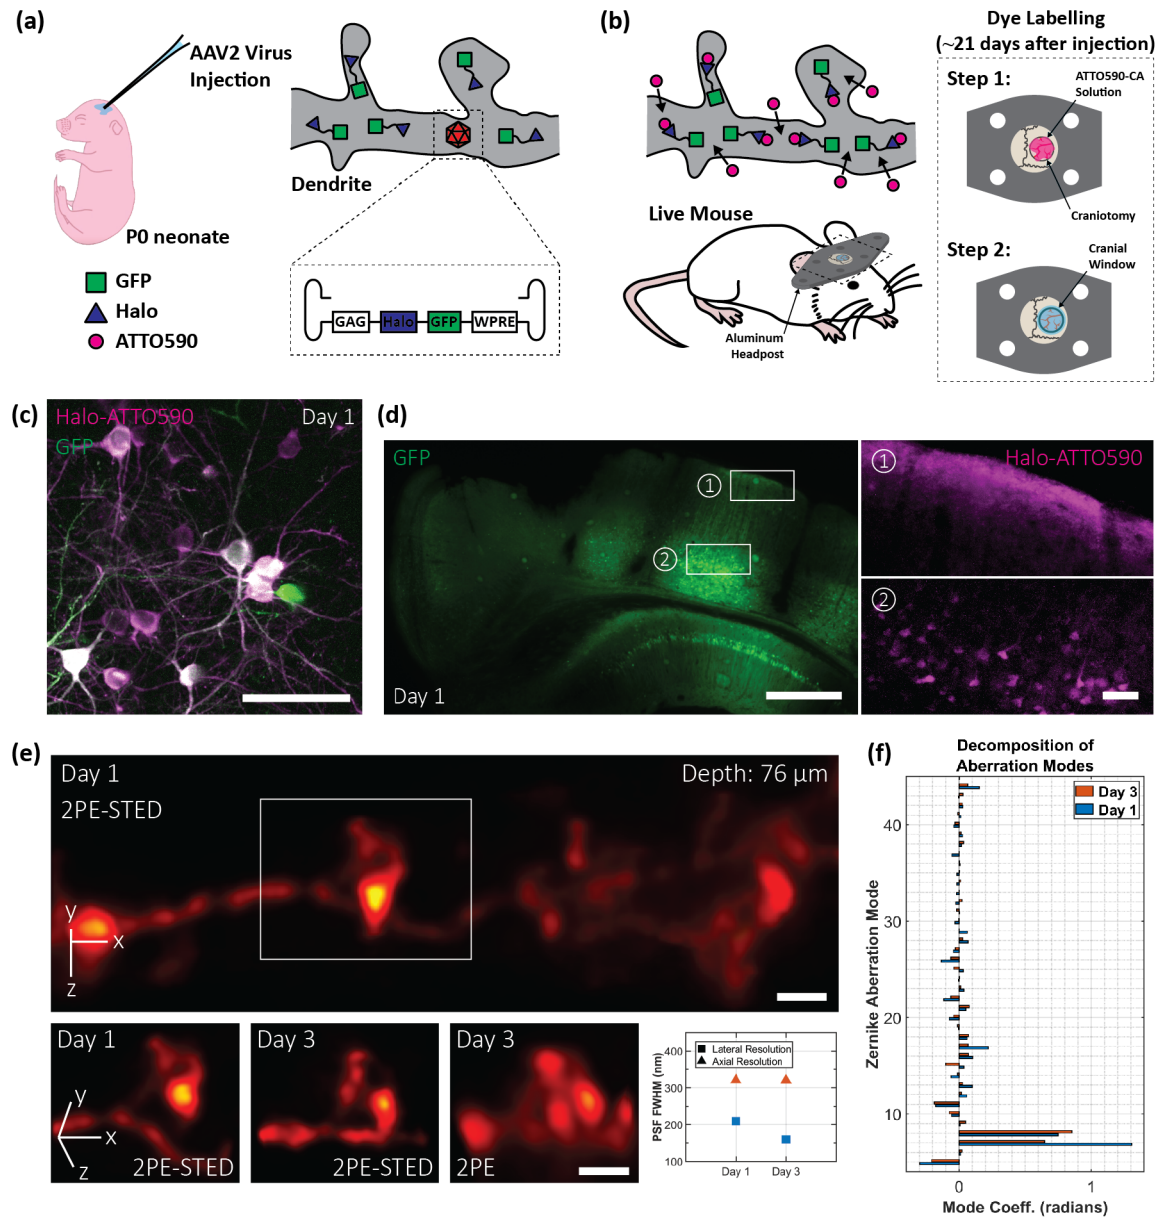 (a)
AAV2 Virus
Injection
P0 neonate
Dendrite
GFP
Halo
ATTO590
GAG
Halo
GFP
WPRE
(b)
Live Mouse
Aluminum
Headpost
Dye Labelling
(~21 days after injection)
Step 1:
ATTO590-CA
Solution
Craniotomy
Step 2:
Cranial
Window
(c)
Halo-ATTO590
Day 1
GFP
(d)
GFP
1
2
Day 1
1
Halo-ATTO590
2
(e)
Day 1
Depth: 76 µm
2PE-STED
y
x
z
Day 1
y
x
z
2PE-STED
Day 3
2PE-STED
Day 3
2PE
Lateral Resolution
Axial Resolution
PSF FWHM (nm)
400
300
200
100
Day 1
Day 3
(f)
Decomposition of
Aberration Modes
Day 3
Day 1
Zernike Aberration Mode
40
30
20
10
0
1
Mode Coeff. (radians)